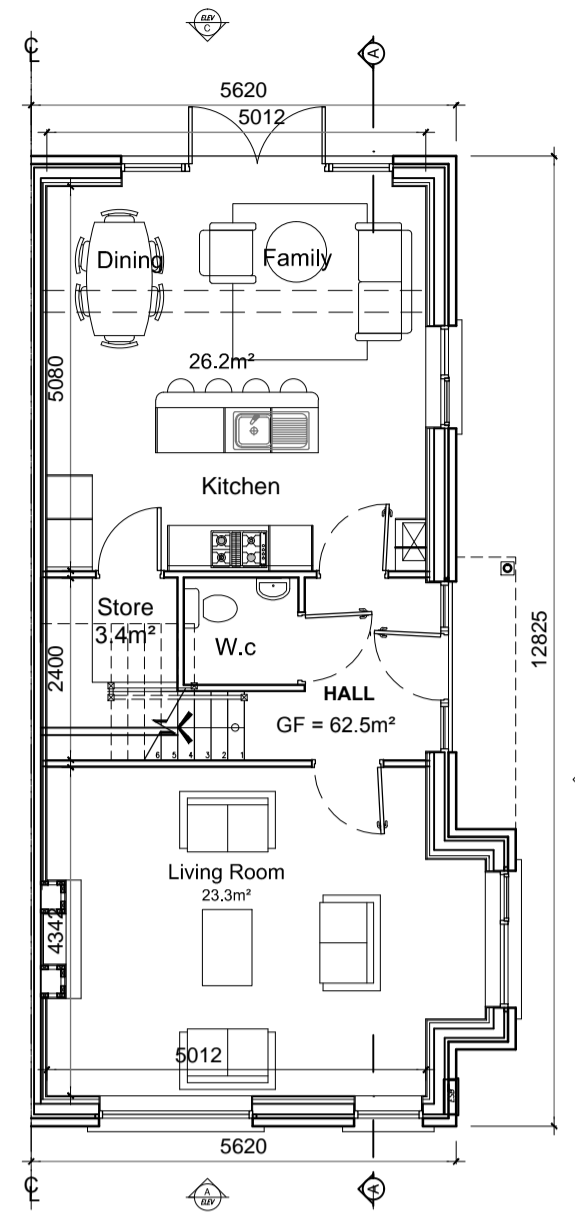 ELEV
C
℄
A
5620
5012
Dining
Family
5080
26.2m²
Kitchen
Store
3.4m²
W.c
2400
HALL
GF = 62.5m²
12825
6 5 4 3 2 1
Living Room
23.3m²
4342
5012
ESB
5620
℄
A
ELEV
A